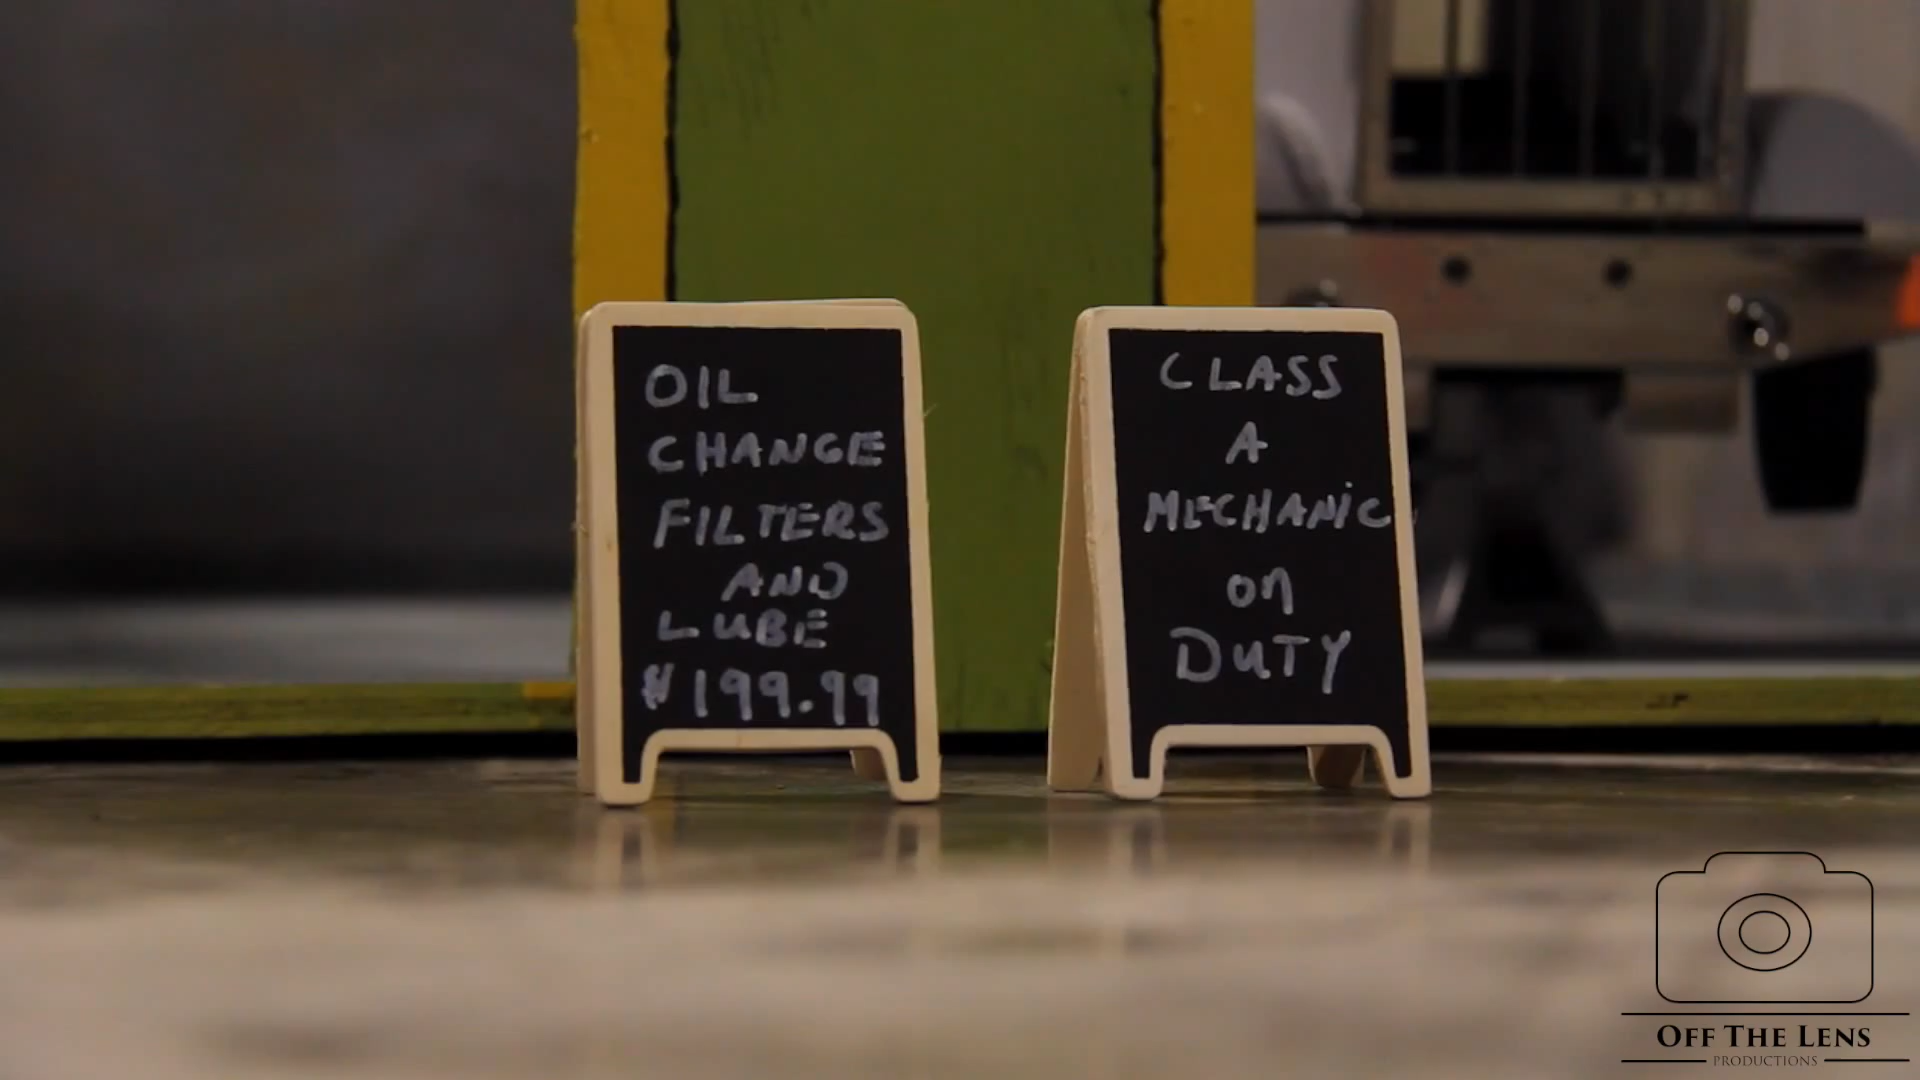 OIL
CHANGE
FILTERS
AND
LUBE
$199.99
CLASS
A
MECHANIC
on
DUTY
OFF THE LENS
PRODUCTIONS